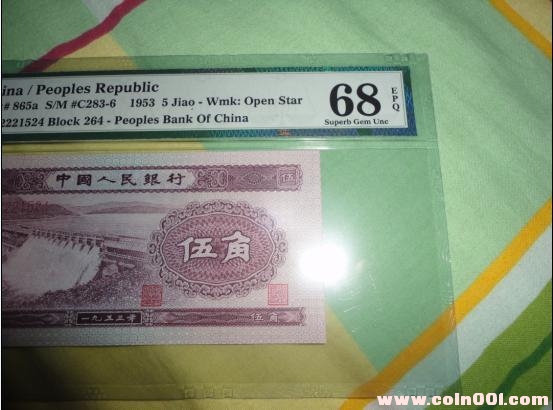 ina / Peoples Republic
# 865a S/M #C283-6 1953 5 Jiao - Wmk: Open Star
2221524 Block 264 - Peoples Bank Of China
68
EPQ
Superb Gem Unc
中國人民銀行
伍
伍角
一九五三年
伍角
www.coin001.com